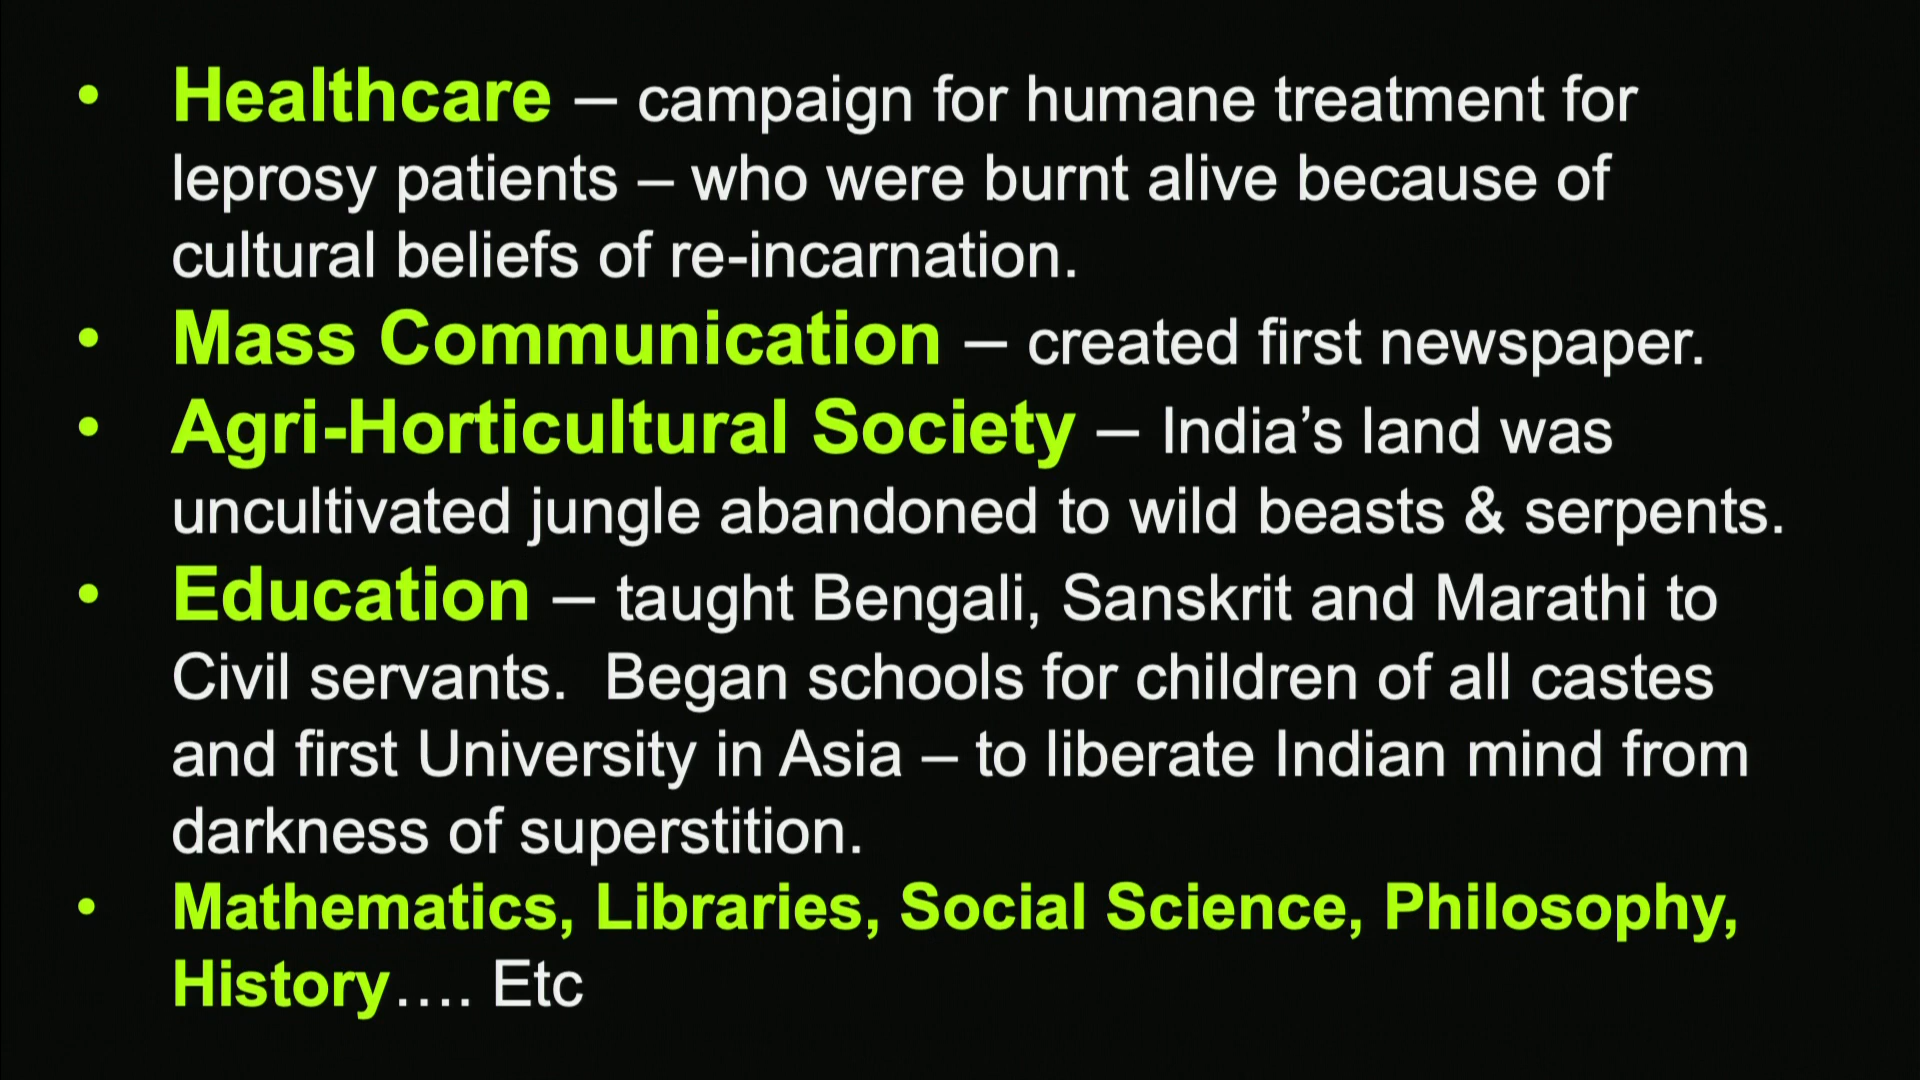 • Healthcare – campaign for humane treatment for
leprosy patients – who were burnt alive because of
cultural beliefs of re-incarnation.
• Mass Communication – created first newspaper.
• Agri-Horticultural Society – India’s land was
uncultivated jungle abandoned to wild beasts & serpents.
• Education – taught Bengali, Sanskrit and Marathi to
Civil servants.  Began schools for children of all castes
and first University in Asia – to liberate Indian mind from
darkness of superstition.
• Mathematics, Libraries, Social Science, Philosophy,
History…. Etc